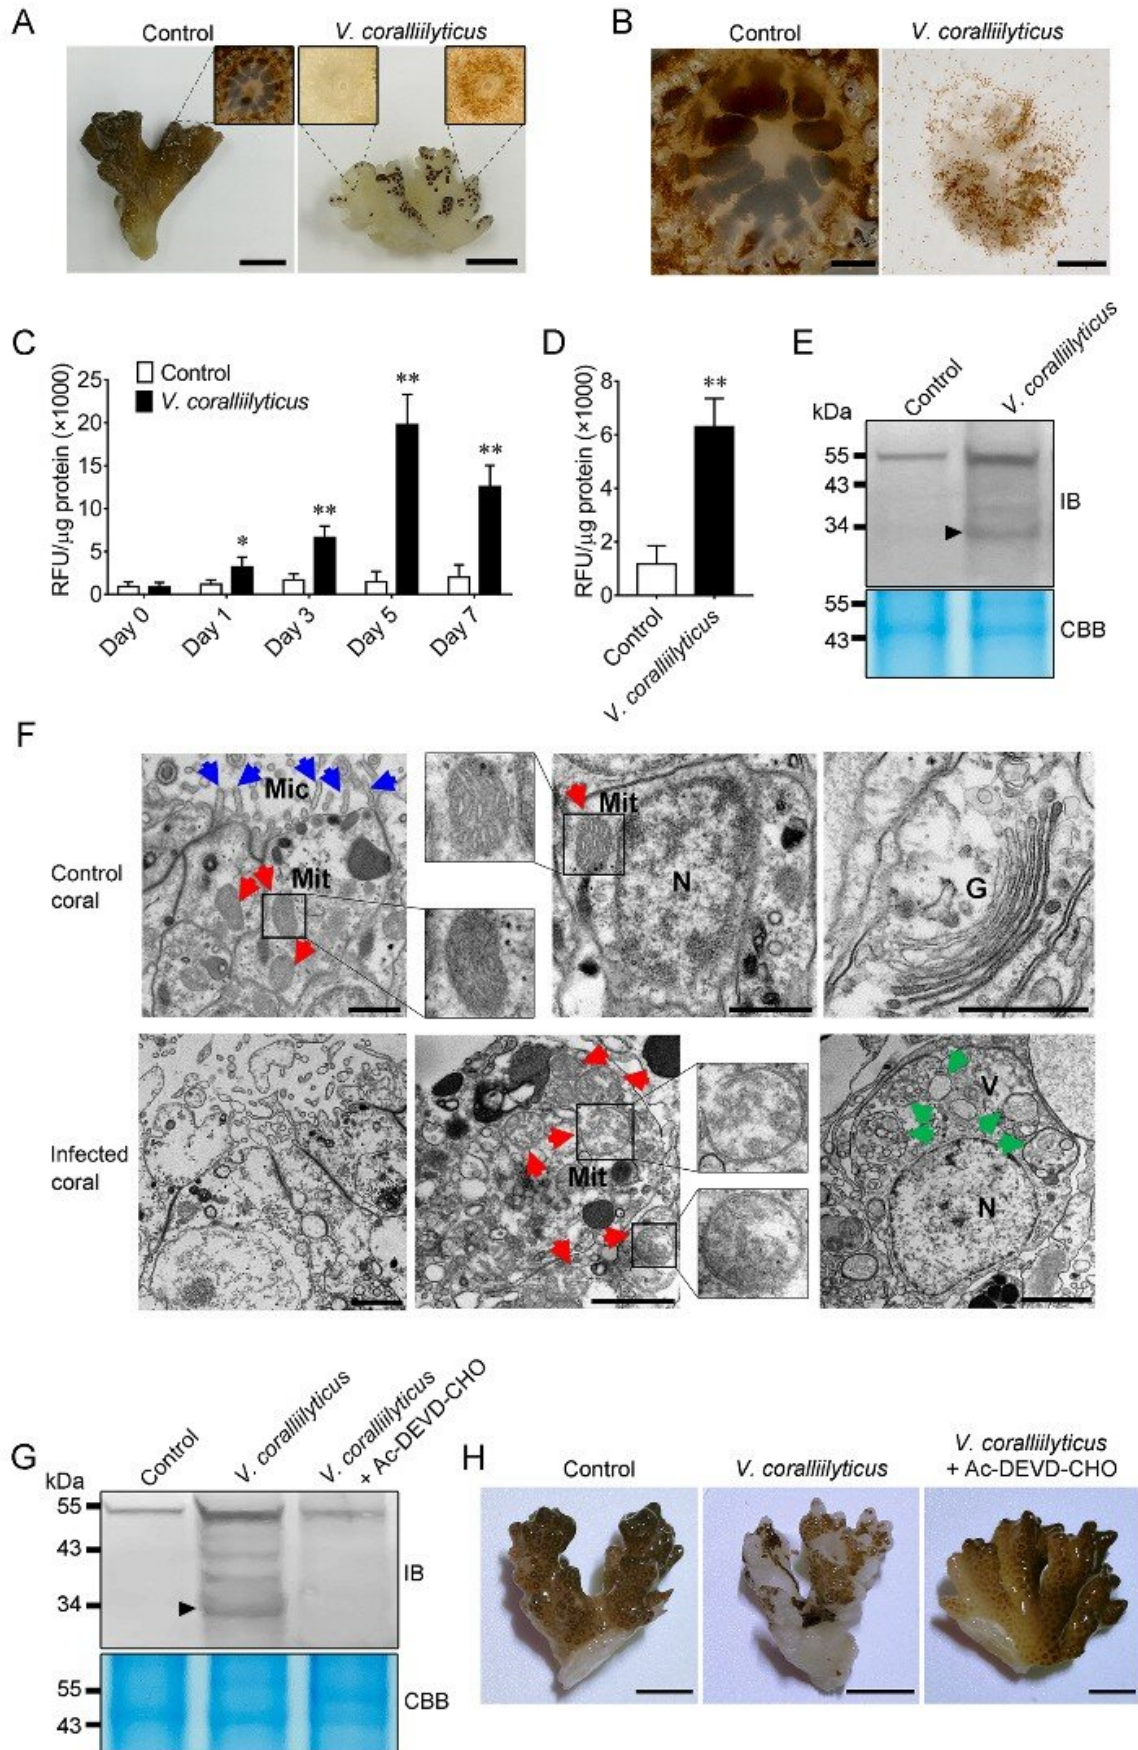 A
Control
V. coralliilyticus
B
Control
V. coralliilyticus
C
RFU/µg protein (×1000)
25
20
15
10
5
0
Control
V. coralliilyticus
*
**
**
**
Day 0
Day 1
Day 3
Day 5
Day 7
D
RFU/µg protein (×1000)
8
6
4
2
0
**
Control
V. coralliilyticus
E
Control
V. coralliilyticus
kDa
55
43
34
IB
55
43
CBB
F
Control
coral
Mic
Mit
Mit
N
G
Infected
coral
Mit
V
N
G
Control
V. coralliilyticus
V. coralliilyticus
+ Ac-DEVD-CHO
kDa
55
43
34
IB
55
43
CBB
H
Control
V. coralliilyticus
V. coralliilyticus
+ Ac-DEVD-CHO